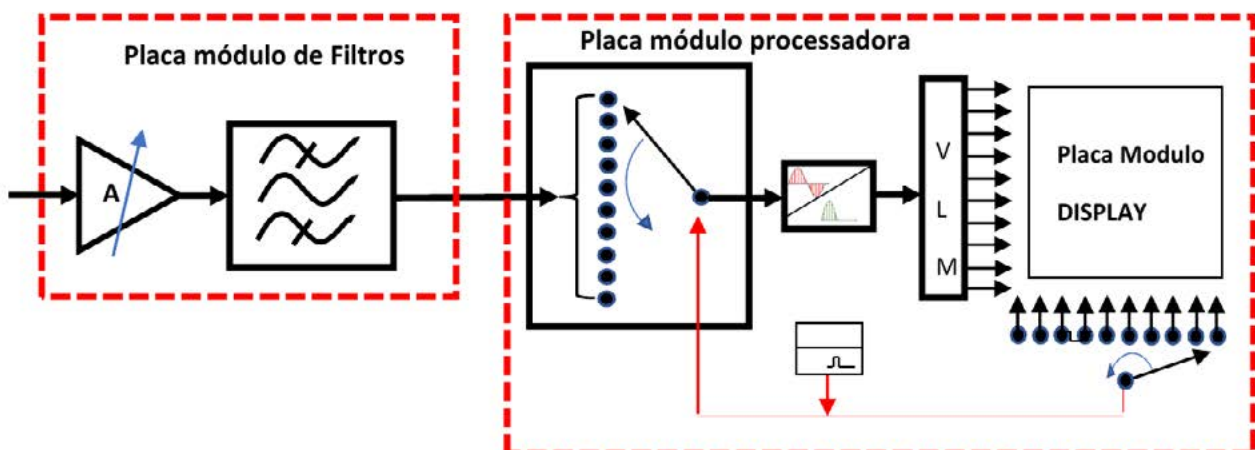 Placa módulo de Filtros
Placa módulo processadora
A
V
L
M
Placa Modulo
DISPLAY